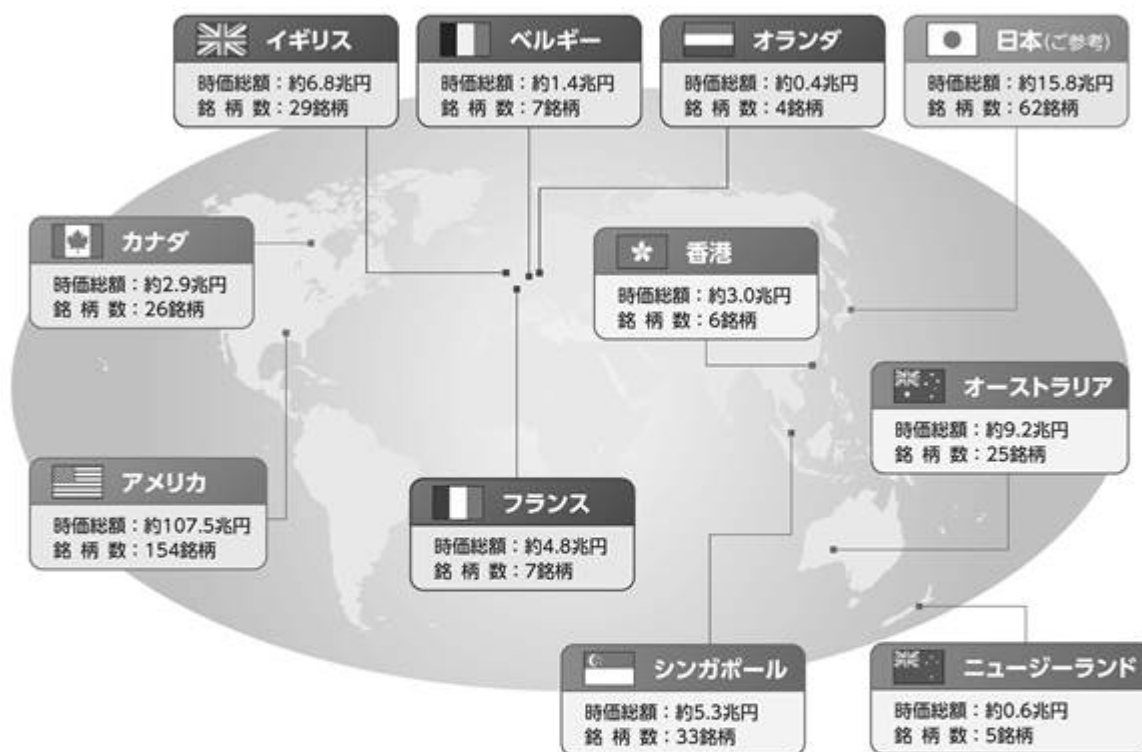 イギリス
時価総額：約6.8兆円
銘柄数：29銘柄
ベルギー
時価総額：約1.4兆円
銘柄数：7銘柄
オランダ
時価総額：約0.4兆円
銘柄数：4銘柄
日本(ご参考)
時価総額：約15.8兆円
銘柄数：62銘柄
カナダ
時価総額：約2.9兆円
銘柄数：26銘柄
香港
時価総額：約3.0兆円
銘柄数：6銘柄
オーストラリア
時価総額：約9.2兆円
銘柄数：25銘柄
アメリカ
時価総額：約107.5兆円
銘柄数：154銘柄
フランス
時価総額：約4.8兆円
銘柄数：7銘柄
シンガポール
時価総額：約5.3兆円
銘柄数：33銘柄
ニュージーランド
時価総額：約0.6兆円
銘柄数：5銘柄